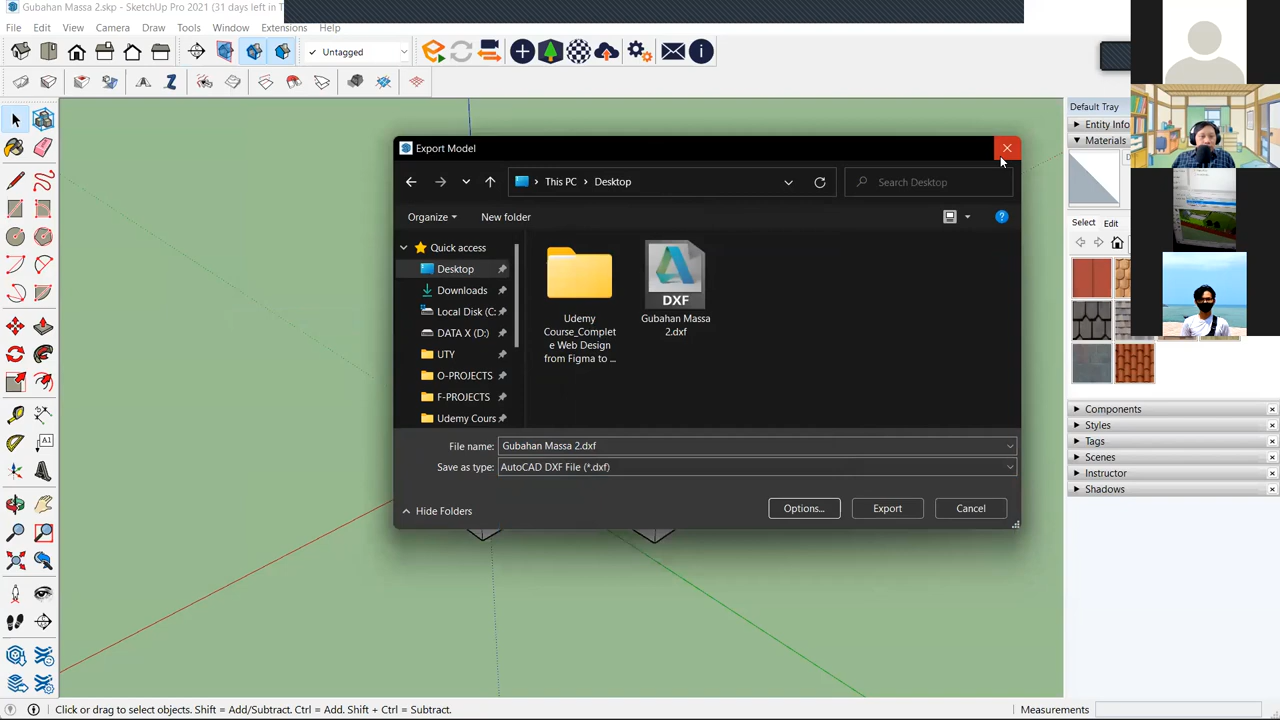 Gubahan Massa 2.skp - SketchUp Pro 2021 (31 days left in T
File Edit View Camera Draw Tools Window Extensions Help
Untagged
Default Tray
Entity Info
Materials
Export Model
This PC Desktop
Search Desktop
Organize New folder
Select Edit
Quick access
Desktop
Downloads
Local Disk (C:
DATA X (D:)
UTY
O-PROJECTS
F-PROJECTS
Udemy Cours
Udemy
Course_Complet
e Web Design
from Figma to ...
DXF
Gubahan Massa
2.dxf
File name: Gubahan Massa 2.dxf
Save as type: AutoCAD DXF File (*.dxf)
Hide Folders Options... Export Cancel
A1
Components
Styles
Tags
Scenes
Instructor
Shadows
Click or drag to select objects. Shift = Add/Subtract. Ctrl = Add. Shift + Ctrl = Subtract.
Measurements